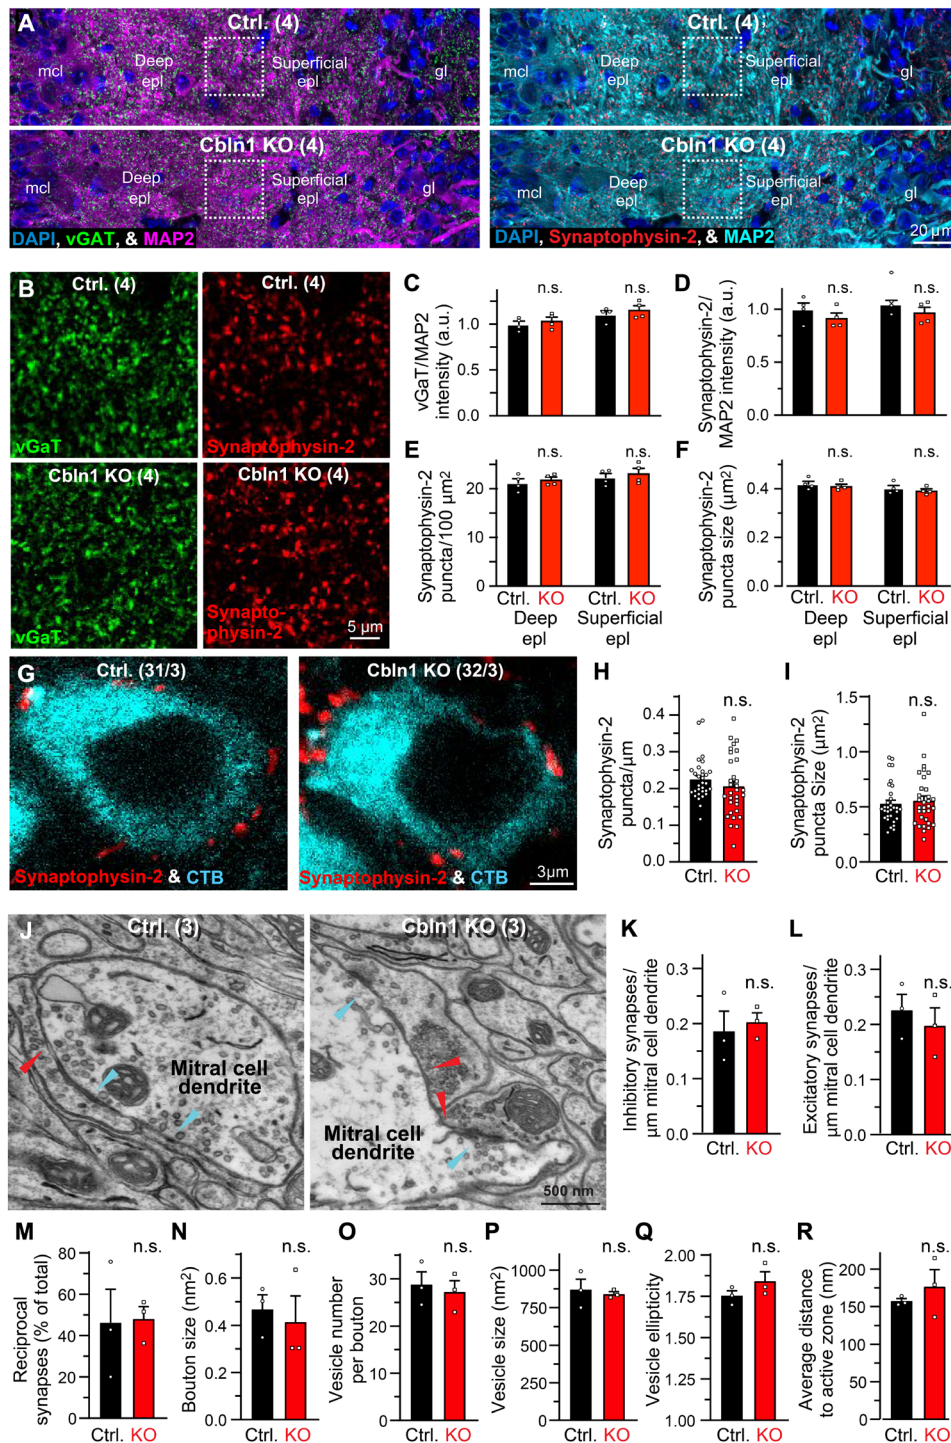 A
Ctrl. (4)
Ctrl. (4)
mcl
Deep
epl
Superficial
epl
gl
mcl
Deep
epl
Superficial
epl
gl
Cbln1 KO (4)
Cbln1 KO (4)
mcl
Deep
epl
Superficial
epl
gl
mcl
Deep
epl
Superficial
epl
gl
DAPI, vGAT, & MAP2
DAPI, Synaptophysin-2, & MAP2
20 µm
B
Ctrl. (4)
Ctrl. (4)
vGaT
Synaptophysin-2
Cbln1 KO (4)
Cbln1 KO (4)
vGaT
Synapto-
physin-2
5 µm
C
vGaT/MAP2
intensity (a.u.)
1.0
0.5
0.0
n.s.
n.s.
D
Synaptophysin-2/
MAP2 intensity (a.u.)
1.0
0.5
0.0
n.s.
n.s.
E
Synaptophysin-2
puncta/100 µm²
20
10
0
n.s.
n.s.
Ctrl. KO
Ctrl. KO
Deep
epl
Superficial
epl
F
Synaptophysin-2
puncta size (µm²)
0.4
0.2
0.0
n.s.
n.s.
Ctrl. KO
Ctrl. KO
Deep
epl
Superficial
epl
G
Ctrl. (31/3)
Cbln1 KO (32/3)
Synaptophysin-2 & CTB
Synaptophysin-2 & CTB
3µm
H
Synaptophysin-2
puncta/µm
0.4
0.3
0.2
0.1
0.0
n.s.
Ctrl. KO
I
Synaptophysin-2
puncta Size (µm²)
1.5
1.0
0.5
0.0
n.s.
Ctrl. KO
J
Ctrl. (3)
Cbln1 KO (3)
Mitral cell
dendrite
Mitral cell
dendrite
500 nm
K
Inhibitory synapses/
µm mitral cell dendrite
0.3
0.2
0.1
0.0
n.s.
Ctrl. KO
L
Excitatory synapses/
µm mitral cell dendrite
0.3
0.2
0.1
0.0
n.s.
Ctrl. KO
M
Reciprocal
synapses (% of total)
80
60
40
20
0
n.s.
Ctrl. KO
N
Bouton size (nm²)
0.6
0.4
0.2
0.0
n.s.
Ctrl. KO
O
Vesicle number
per bouton
30
20
10
0
n.s.
Ctrl. KO
P
Vesicle size (nm²)
1000
750
500
250
0
n.s.
Ctrl. KO
Q
Vesicle ellipticity
2.00
1.75
1.50
1.25
1.00
n.s.
Ctrl. KO
R
Average distance
to active zone (nm)
200
150
100
50
0
n.s.
Ctrl. KO